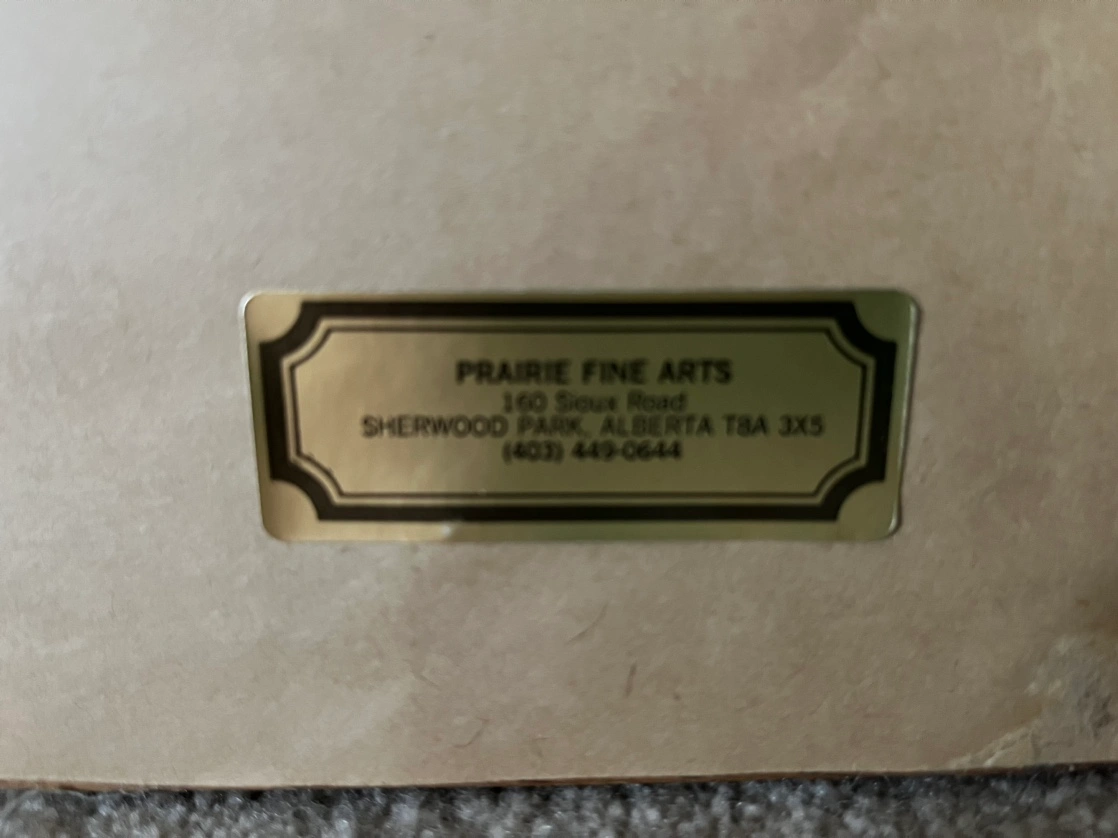 PRAIRIE FINE ARTS
160 Sioux Road
SHERWOOD PARK, ALBERTA T8A 3X5
(403) 449-0644